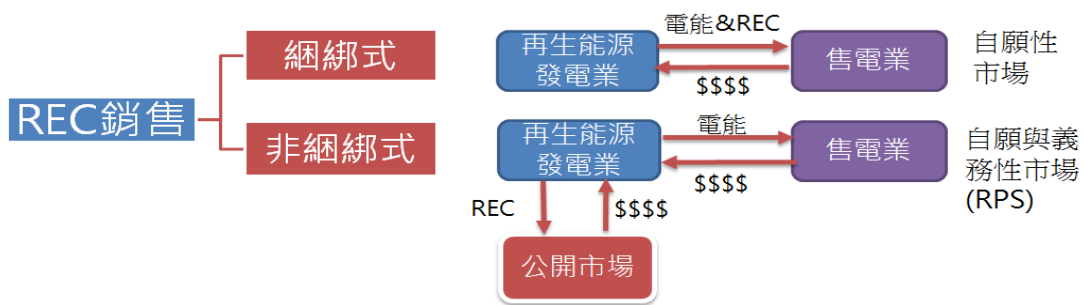 REC銷售
綑綁式
非綑綁式
再生能源
發電業
電能&REC
$$$$
售電業
自願性
市場
再生能源
發電業
電能
$$$$
售電業
自願與義
務性市場
(RPS)
REC
$$$$
公開市場